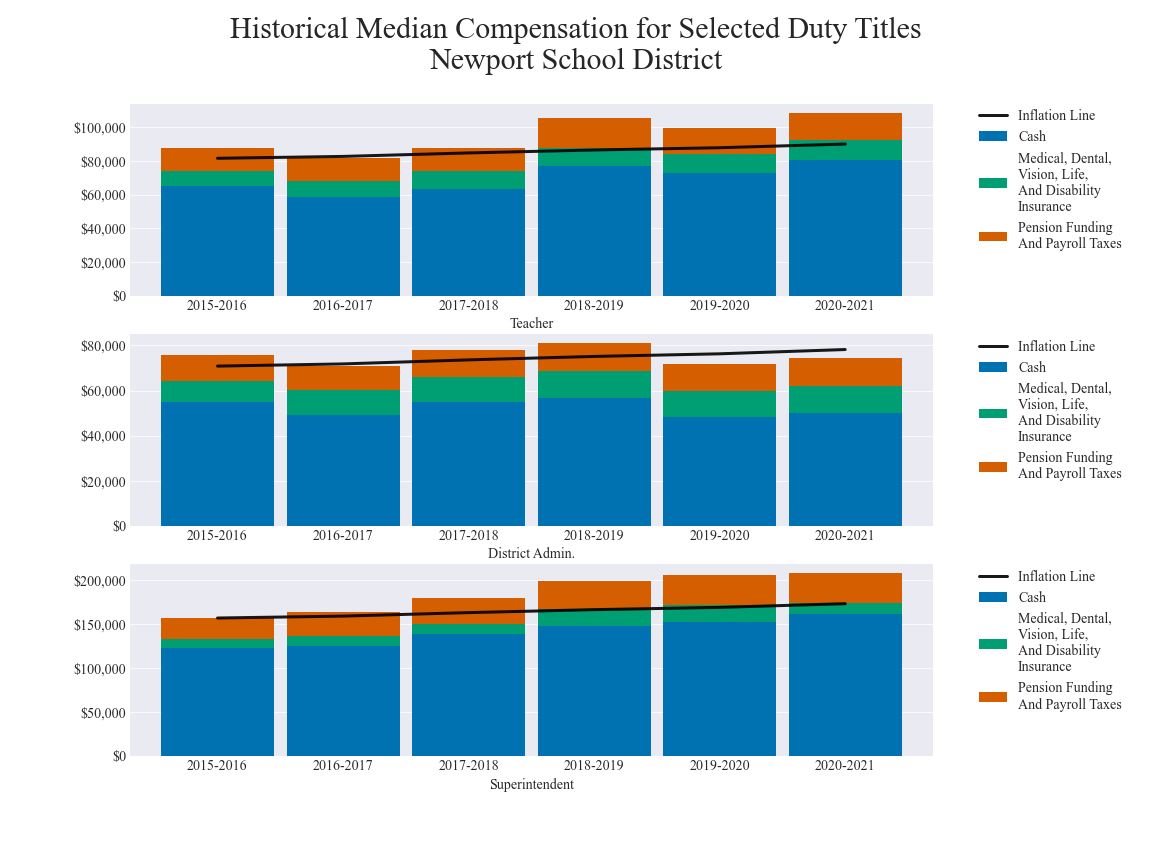 Historical Median Compensation for Selected Duty Titles
Newport School District
$100,000
$80,000
$60,000
$40,000
$20,000
$0
2015-2016 2016-2017 2017-2018 2018-2019 2019-2020 2020-2021
Teacher
Inflation Line
Cash
Medical, Dental,
Vision, Life,
And Disability
Insurance
Pension Funding
And Payroll Taxes
$80,000
$60,000
$40,000
$20,000
$0
2015-2016 2016-2017 2017-2018 2018-2019 2019-2020 2020-2021
District Admin.
Inflation Line
Cash
Medical, Dental,
Vision, Life,
And Disability
Insurance
Pension Funding
And Payroll Taxes
$200,000
$150,000
$100,000
$50,000
$0
2015-2016 2016-2017 2017-2018 2018-2019 2019-2020 2020-2021
Superintendent
Inflation Line
Cash
Medical, Dental,
Vision, Life,
And Disability
Insurance
Pension Funding
And Payroll Taxes